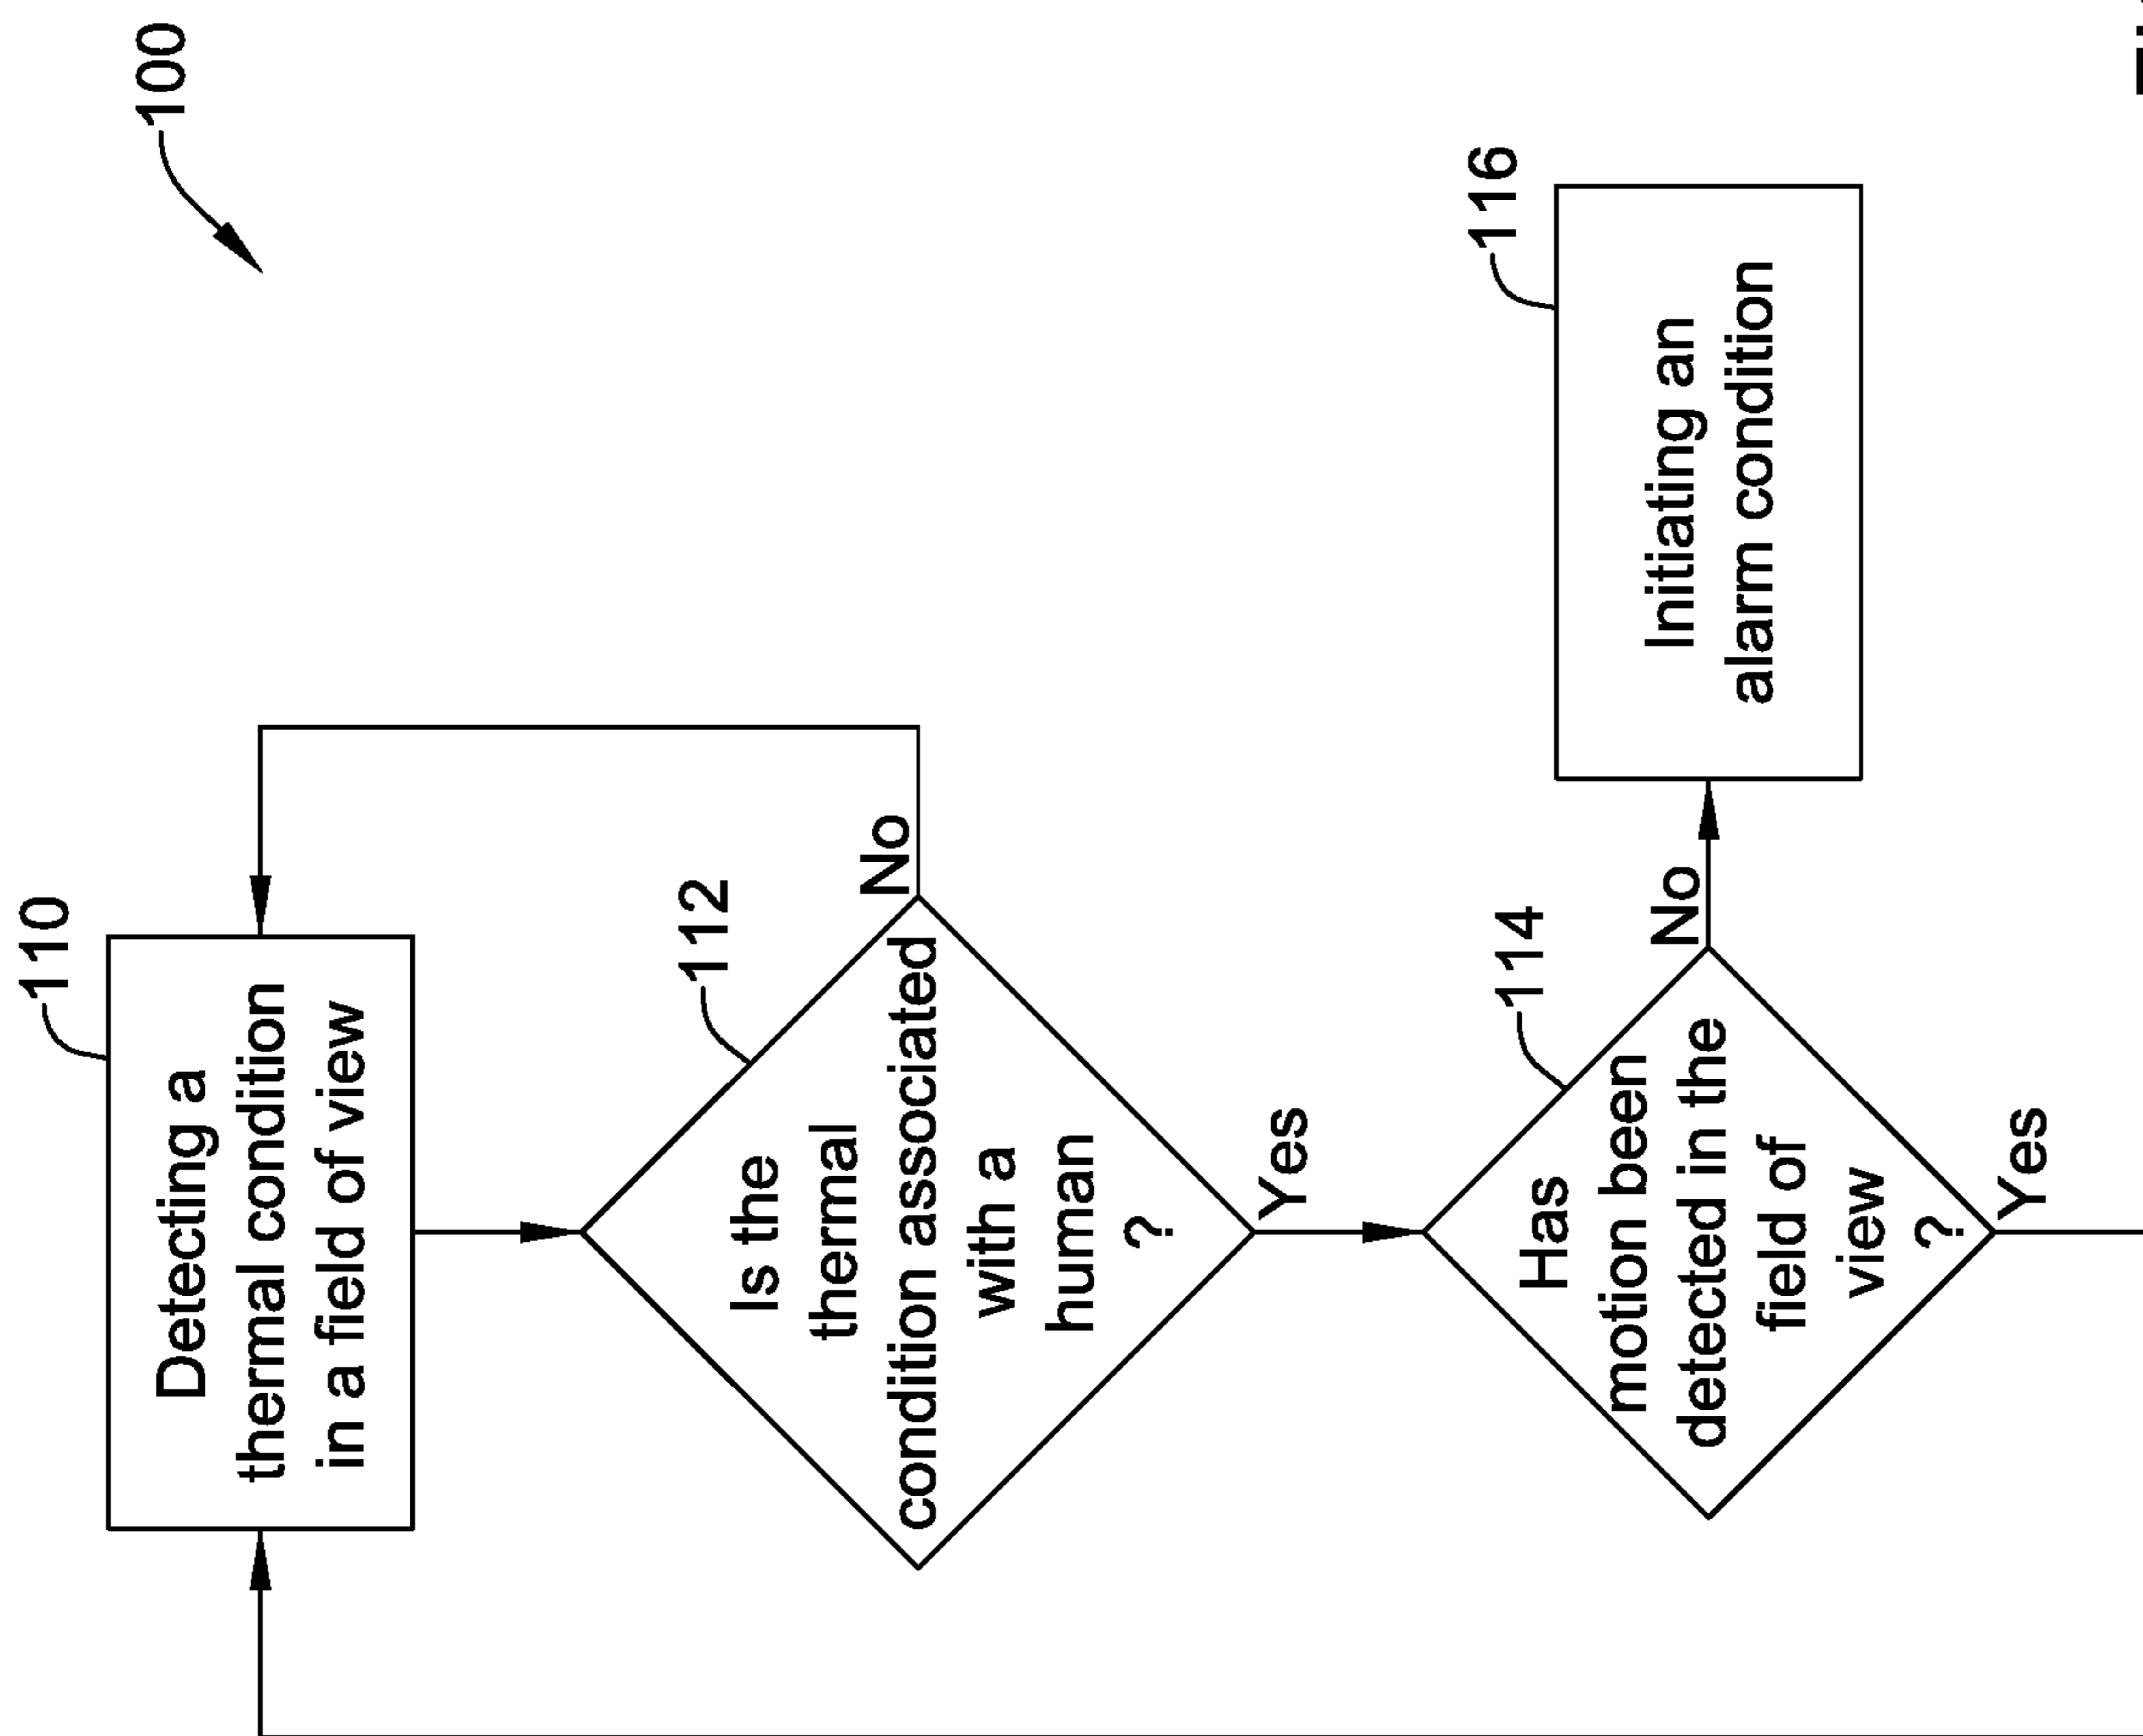 100
110
Detecting a
thermal condition
in a field of view
112
Is the
thermal
condition associated
with a
human
?
No
Yes
114
Has
motion been
detected in the
field of
view
?
No
Yes
116
Initiating an
alarm condition